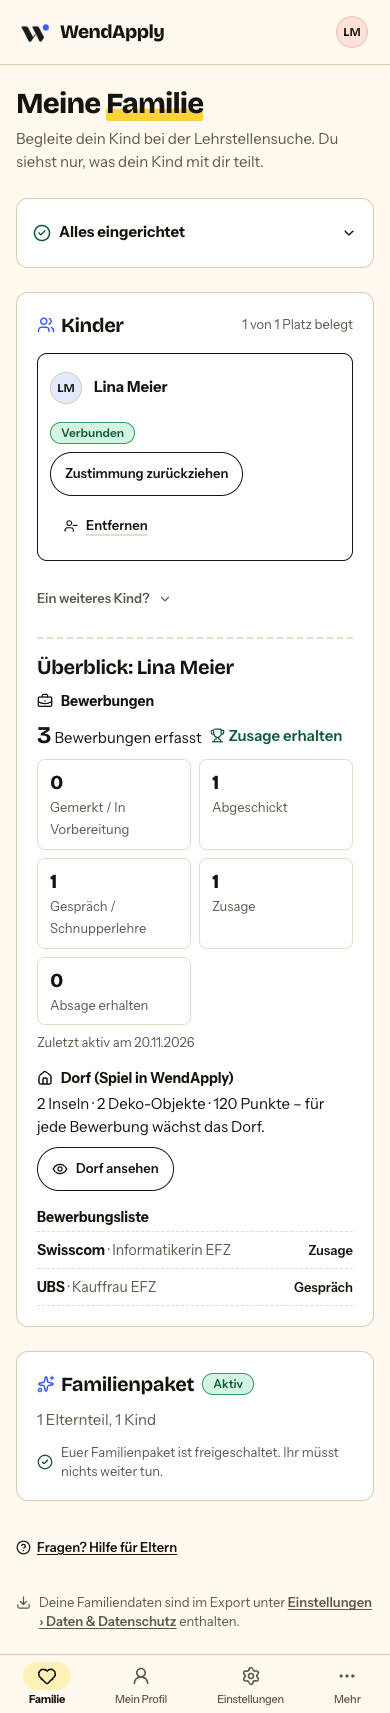 WendApply
LM
Meine Familie
Begleite dein Kind bei der Lehrstellensuche. Du
siehst nur, was dein Kind mit dir teilt.
Alles eingerichtet
Kinder
1 von 1 Platz belegt
LM
Lina Meier
Verbunden
Zustimmung zurückziehen
Entfernen
Ein weiteres Kind?
Überblick: Lina Meier
Bewerbungen
3 Bewerbungen erfasst
Zusage erhalten
0
Gemerkt / In
Vorbereitung
1
Abgeschickt
1
Gespräch /
Schnupperlehre
1
Zusage
0
Absage erhalten
Zuletzt aktiv am 20.11.2026
Dorf (Spiel in WendApply)
2 Inseln · 2 Deko-Objekte · 120 Punkte – für
jede Bewerbung wächst das Dorf.
Dorf ansehen
Bewerbungsliste
Swisscom · Informatikerin EFZ
Zusage
UBS · Kauffrau EFZ
Gespräch
Familienpaket
Aktiv
1 Elternteil, 1 Kind
Euer Familienpaket ist freigeschaltet. Ihr müsst
nichts weiter tun.
Fragen? Hilfe für Eltern
Deine Familiendaten sind im Export unter Einstellungen
› Daten & Datenschutz enthalten.
Familie
Mein Profil
Einstellungen
Mehr